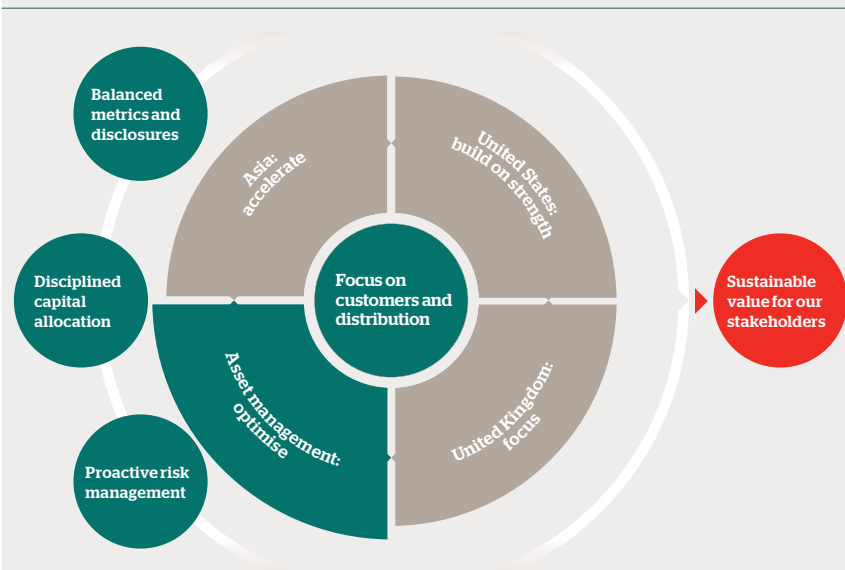 Balanced
metrics and
disclosures
Disciplined
capital
allocation
Proactive risk
management
Asia:
accelerate
United States:
build on strength
Focus on
customers and
distribution
Asset management:
optimise
United Kingdom:
focus
Sustainable
value for our
stakeholders